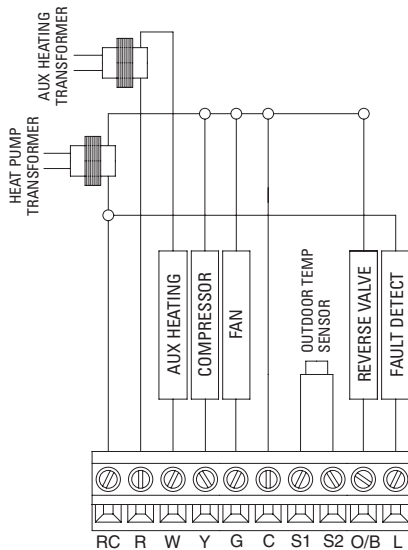 AUX HEATING
TRANSFORMER
HEAT PUMP
TRANSFORMER
AUX HEATING
COMPRESSOR
FAN
OUTDOOR TEMP
SENSOR
REVERSE VALVE
FAULT DETECT
RC R W Y G C S1 S2 O/B L